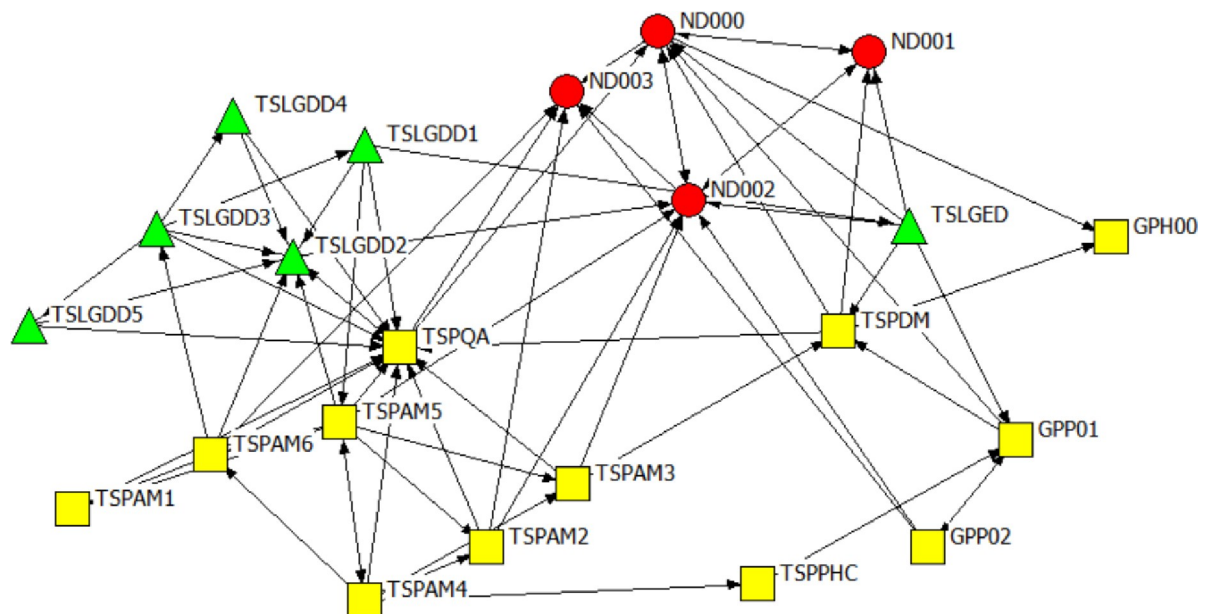 ND000
ND001
ND003
TSLGDD4
TSLGDD1
ND002
TSLGED
TSLGDD3
TSLGDD2
GPH00
TSLGDD5
TSPQA
TSPDM
TSPAM5
GPP01
TSPAM6
TSPAM3
TSPAM1
TSPAM2
GPP02
TSPPHC
TSPAM4